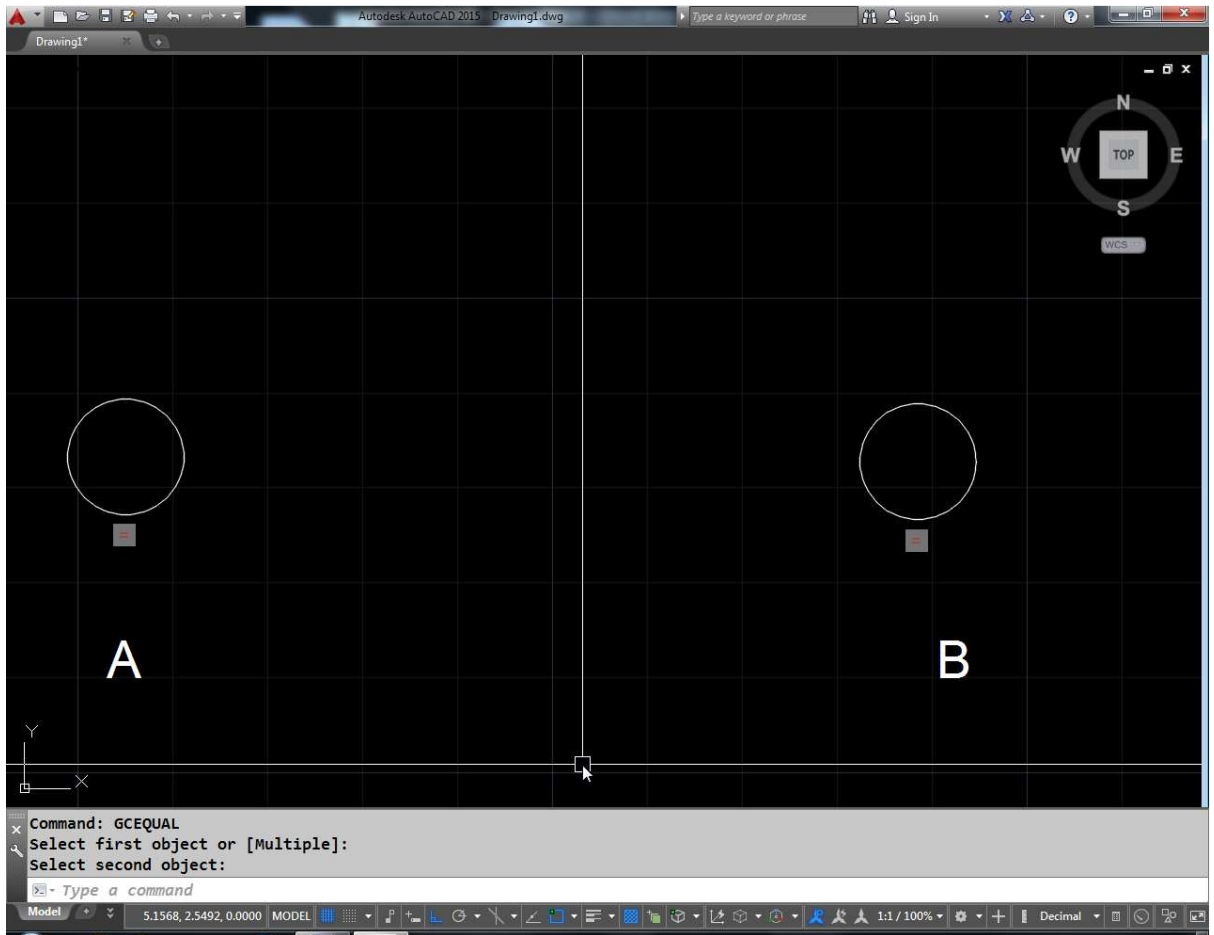 Autodesk AutoCAD 2015 Drawing1.dwg
Type a keyword or phrase
Sign In
Drawing1*
N
W TOP E
S
WCS
=
=
A
B
Y
X
Command: GCEQUAL
Select first object or [Multiple]:
Select second object:
Type a command
Model
5.1568, 2.5492, 0.0000 MODEL 1:1 / 100% Decimal